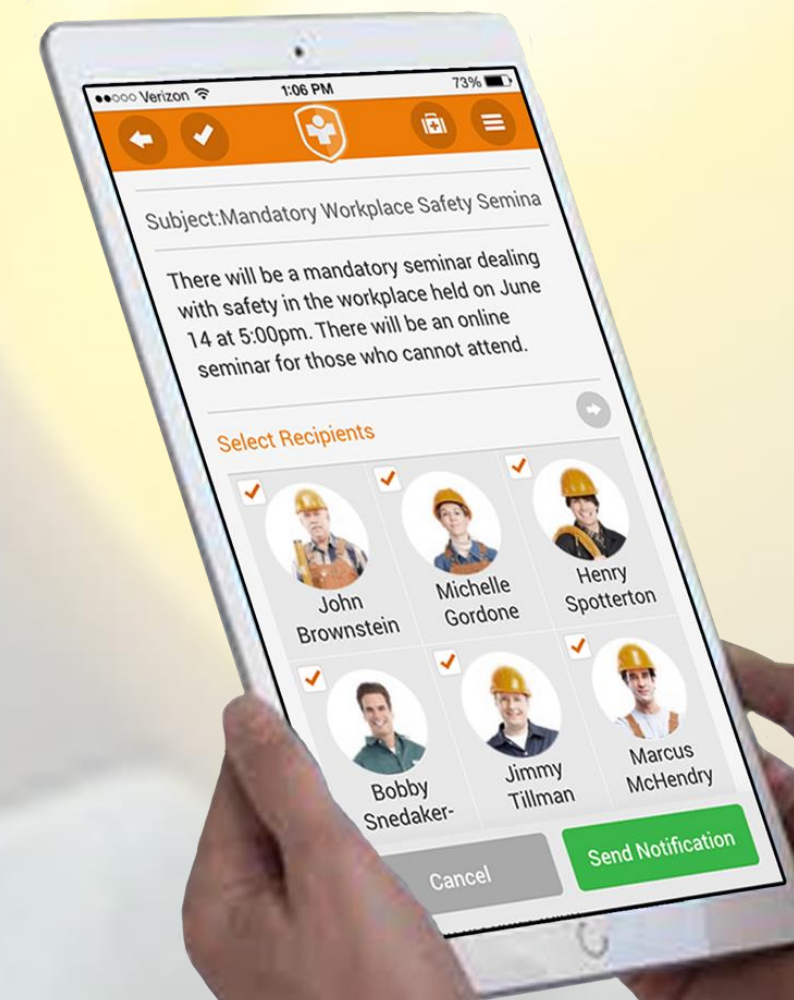 Verizon 1:06 PM 73%
Subject:Mandatory Workplace Safety Semina
There will be a mandatory seminar dealing
with safety in the workplace held on June
14 at 5:00pm. There will be an online
seminar for those who cannot attend.
Select Recipients
John
Brownstein
Michelle
Gordone
Henry
Spotterton
Bobby
Snedaker-
Jimmy
Tillman
Marcus
McHendry
Cancel
Send Notification